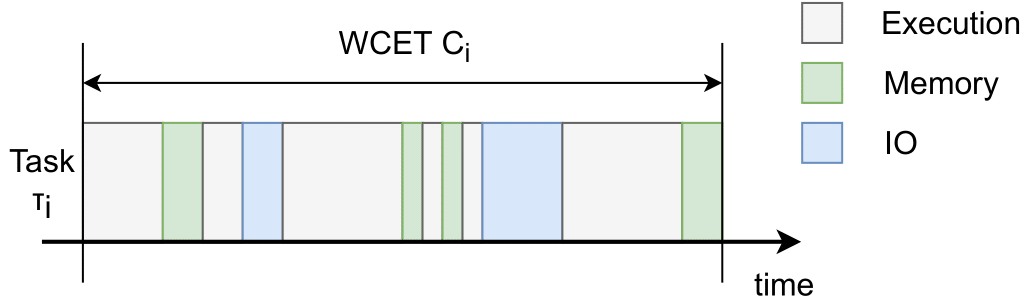 WCET Ci
Execution
Memory
IO
Task
τi
time